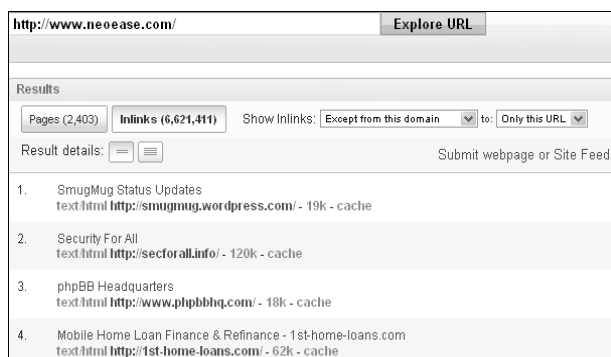 http://www.neoease.com/ Explore URL
Results
Pages (2,403) Inlinks (6,621,411) Show Inlinks: Except from this domain to: Only this URL
Result details: Submit webpage or Site Feed
1. SmugMug Status Updates
text/html http://smugmug.wordpress.com/ - 19k - cache
2. Security For All
text/html http://secforall.info/ - 120k - cache
3. phpBB Headquarters
text/html http://www.phpbbhq.com/ - 18k - cache
4. Mobile Home Loan Finance & Refinance - 1st-home-loans.com
text/html http://1st-home-loans.com/ - 62k - cache